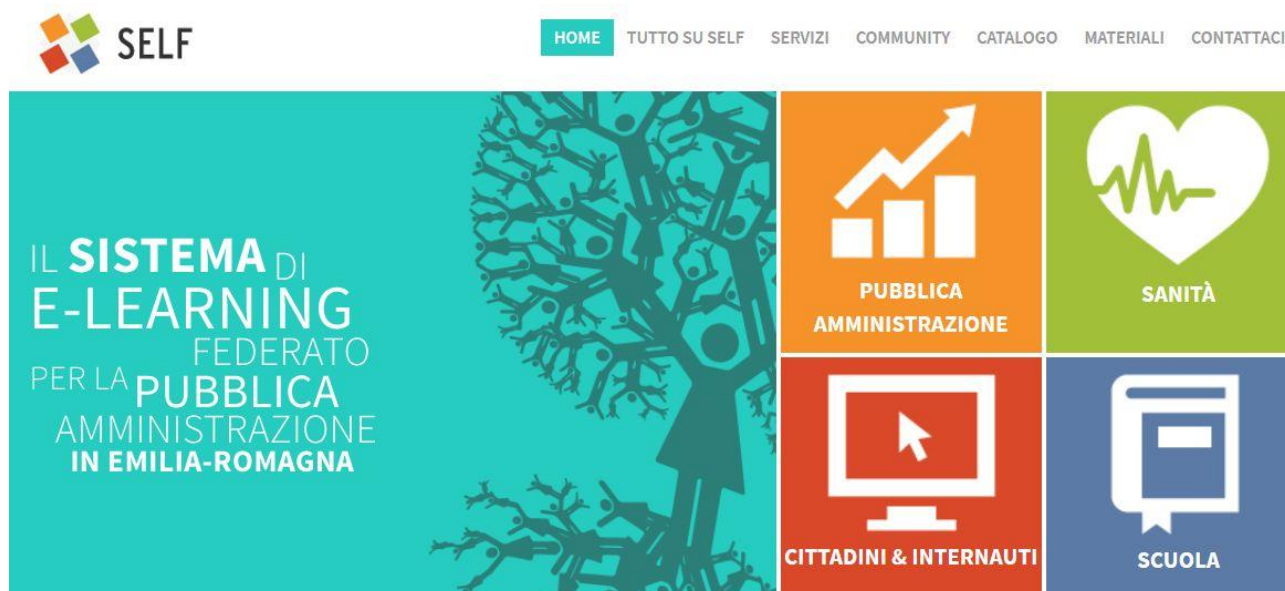 SELF
HOME TUTTO SU SELF SERVIZI COMMUNITY CATALOGO MATERIALI CONTATTACI
IL SISTEMA DI
E-LEARNING
FEDERATO
PER LA PUBBLICA
AMMINISTRAZIONE
IN EMILIA-ROMAGNA
PUBBLICA
AMMINISTRAZIONE
SANITÀ
CITTADINI & INTERNAUTI
SCUOLA